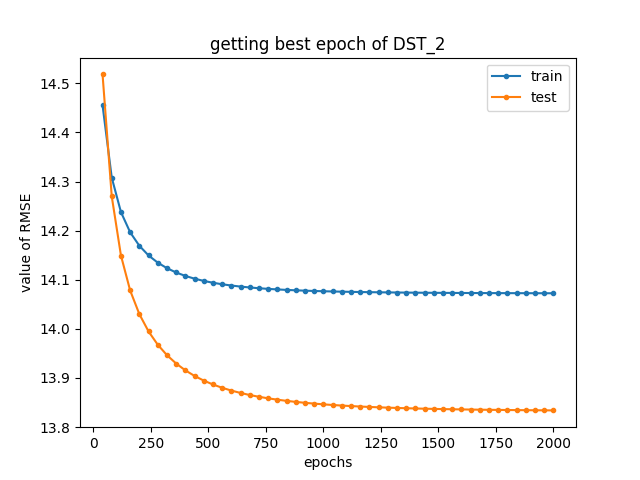 getting best epoch of DST_2
train
test
value of RMSE
14.5
14.4
14.3
14.2
14.1
14.0
13.9
13.8
0 250 500 750 1000 1250 1500 1750 2000
epochs